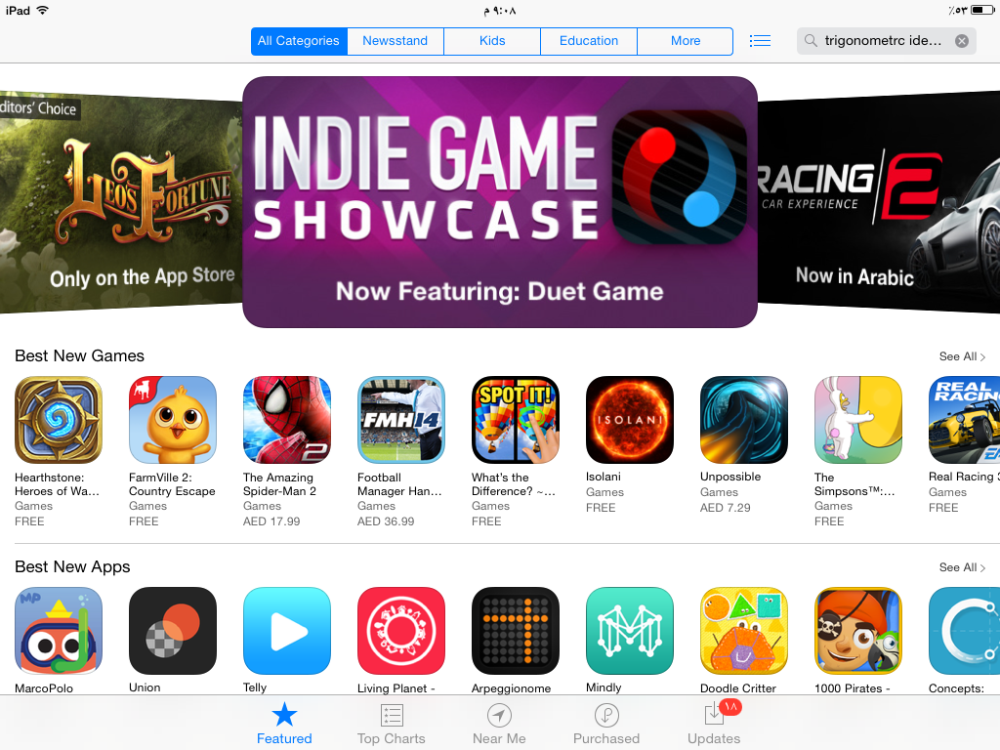 iPad
٩:٠٨ م
٪٥٣
All Categories
Newsstand
Kids
Education
More
trigonometrc ide...
ditors' Choice
LEO'S FORTUNE
Only on the App Store
INDIE GAME
SHOWCASE
Now Featuring: Duet Game
RACING 2
CAR EXPERIENCE
Now in Arabic
Best New Games
See All
SPOT IT!
FMH14
ISOLANI
2
REAL
RACING
EA
Hearthstone:
Heroes of Wa...
Games
FREE
FarmVille 2:
Country Escape
Games
FREE
The Amazing
Spider-Man 2
Games
AED 17.99
Football
Manager Han...
Games
AED 36.99
What's the
Difference? ~...
Games
FREE
Isolani
Games
FREE
Unpossible
Games
AED 7.29
The
Simpsons™:...
Games
FREE
Real Racing 3
Games
FREE
Best New Apps
See All
MP
MarcoPolo
Union
Telly
Living Planet -
Arpeggionome
Mindly
Doodle Critter
1000 Pirates -
Concepts:
Featured
Top Charts
Near Me
Purchased
Updates
١٨